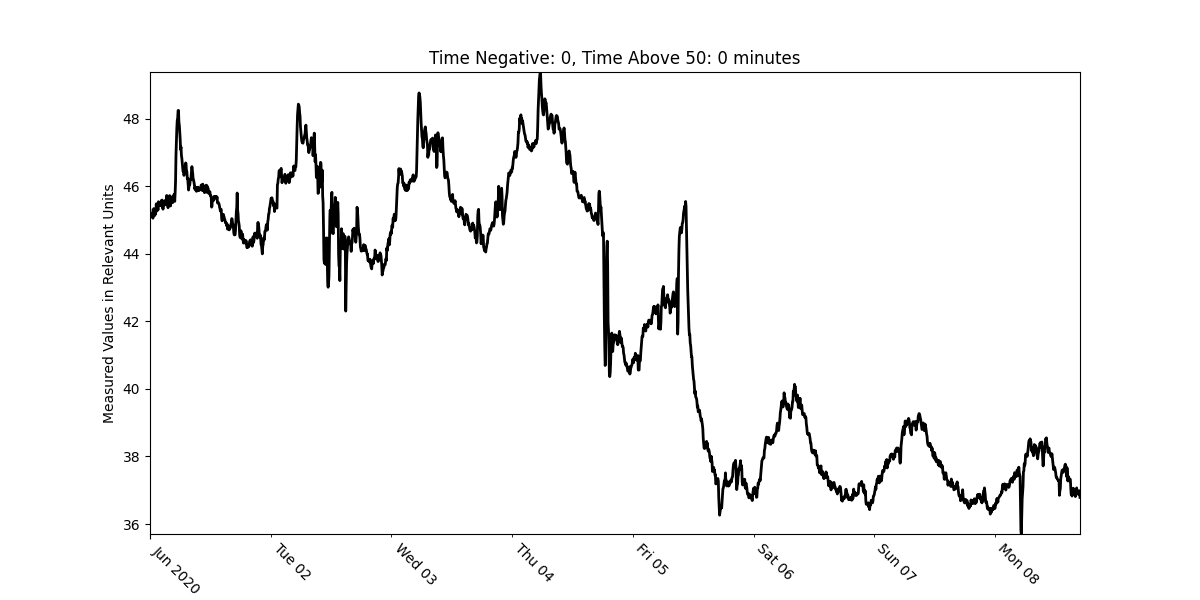 Time Negative: 0, Time Above 50: 0 minutes
Measured Values in Relevant Units
48
46
44
42
40
38
36
Jun 2020
Tue 02
Wed 03
Thu 04
Fri 05
Sat 06
Sun 07
Mon 08